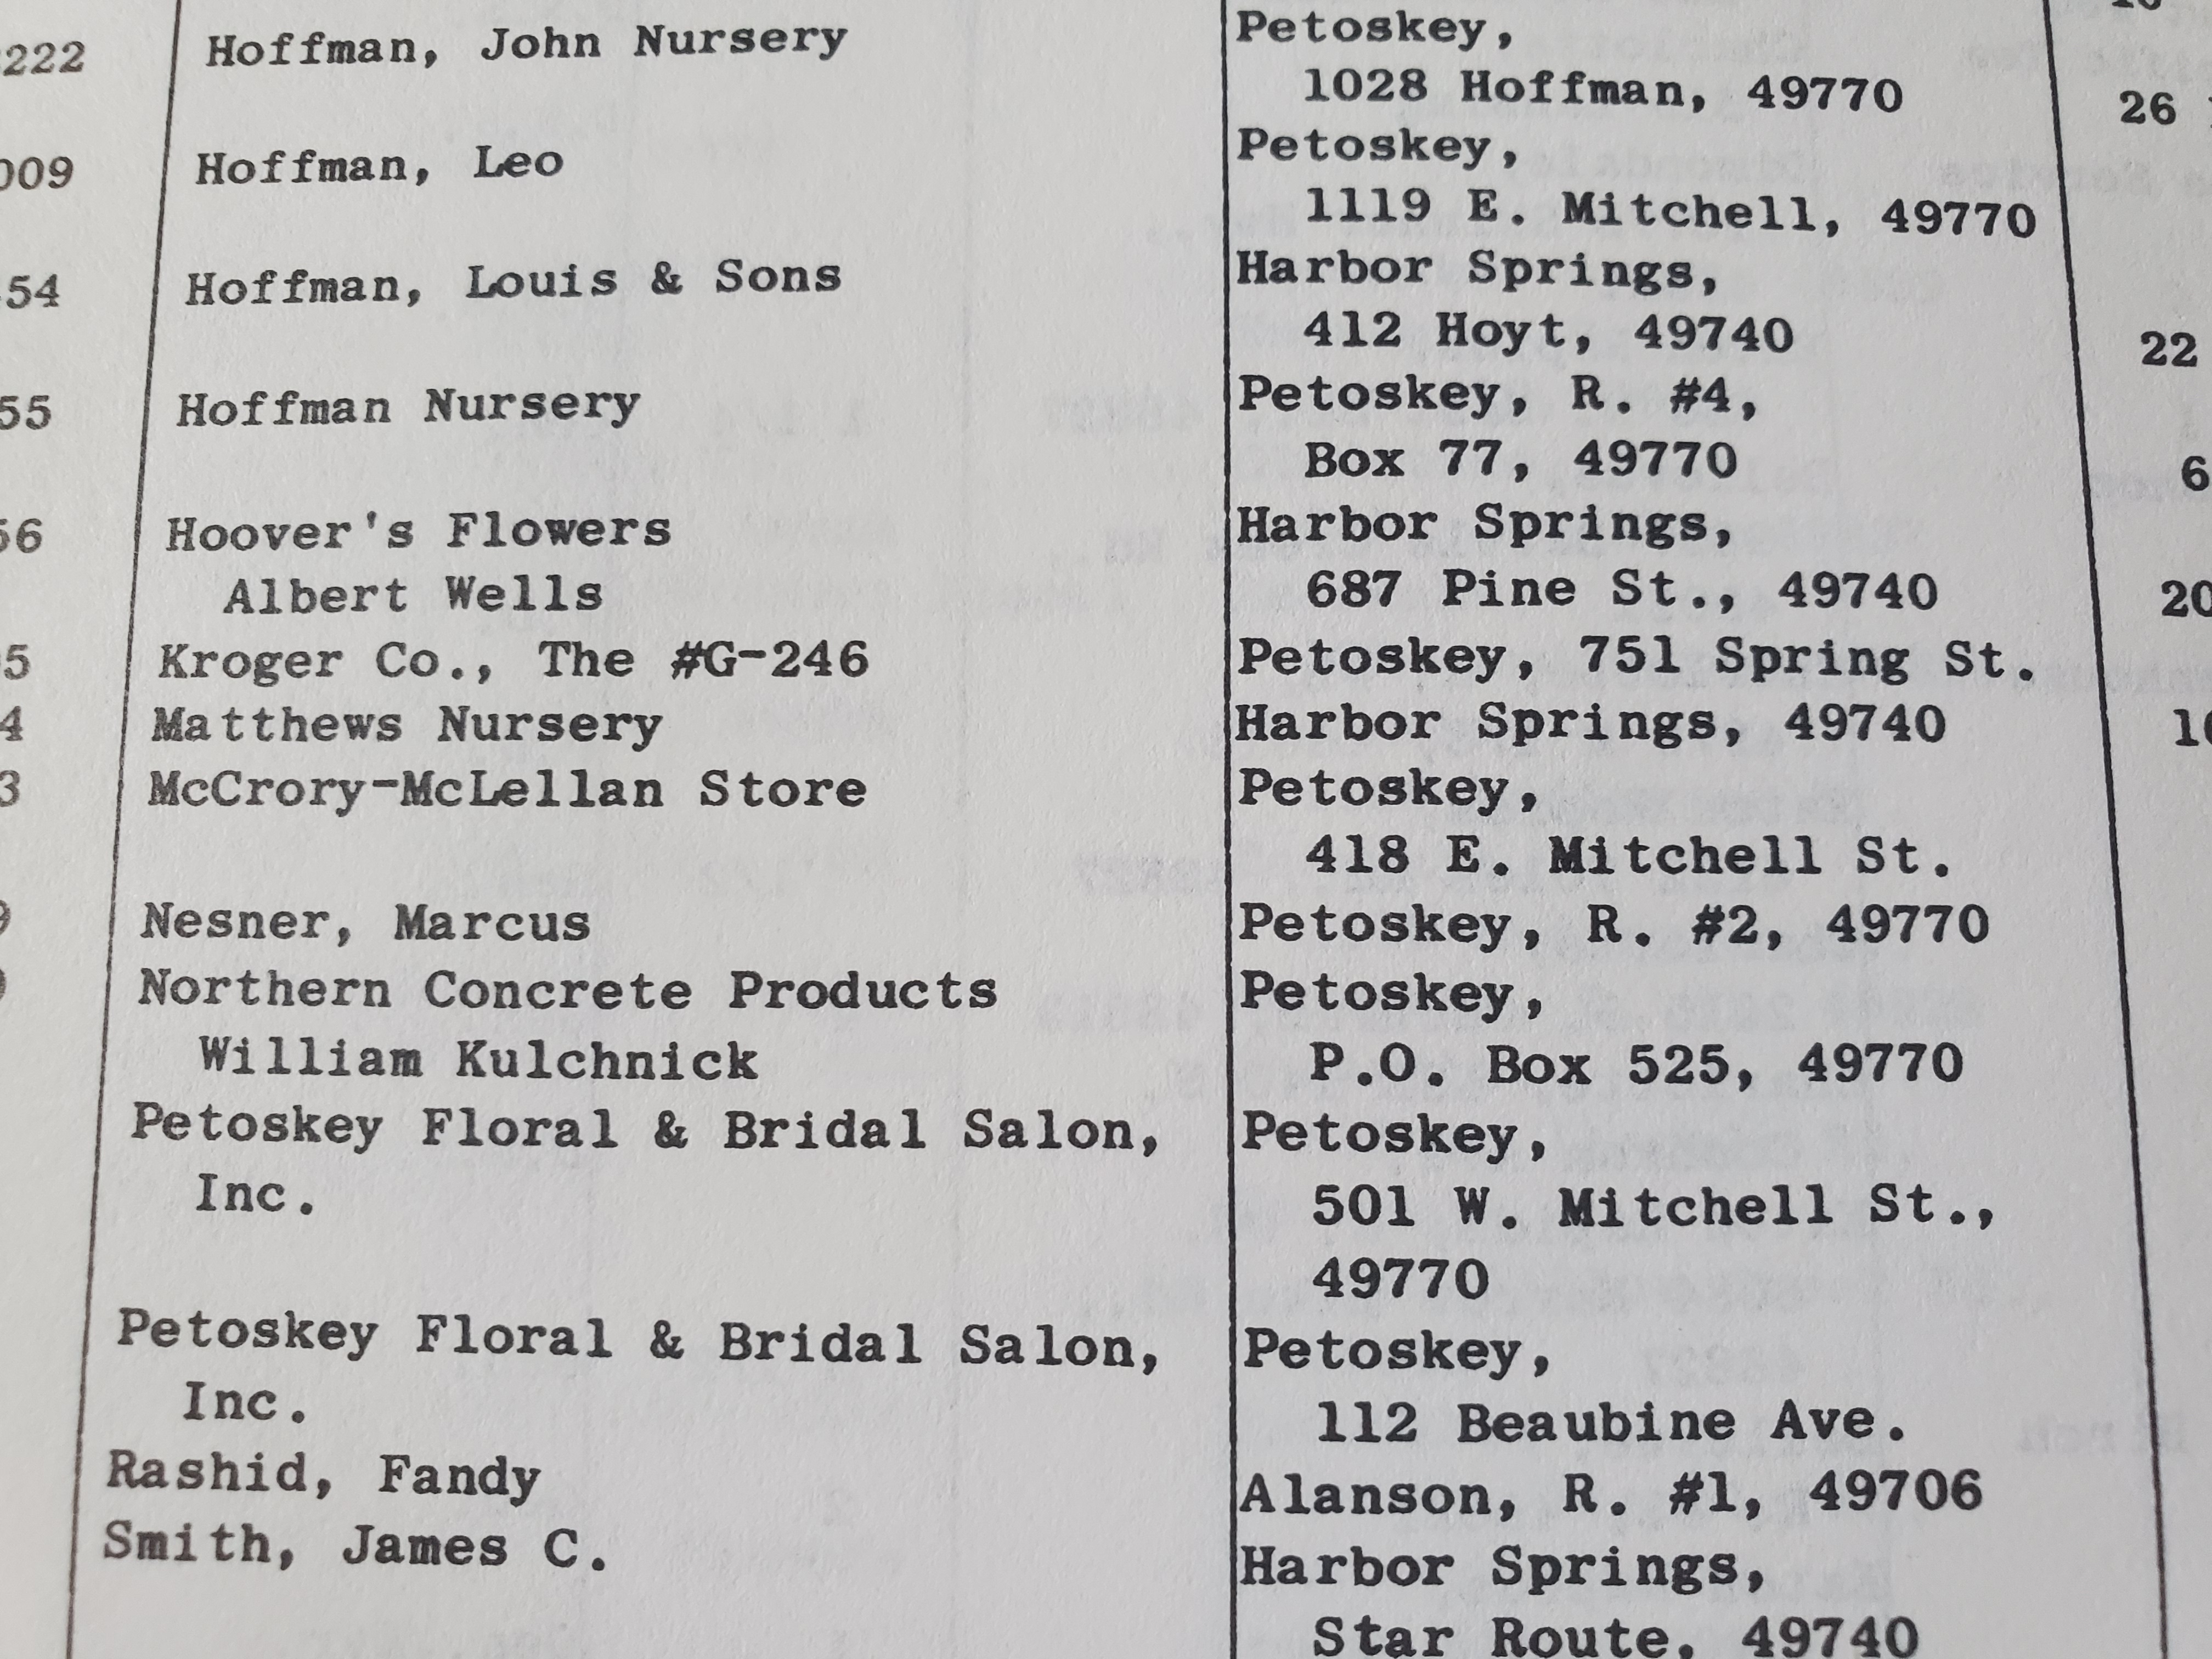 222 Hoffman, John Nursery Petoskey,
1028 Hoffman, 49770 26
009 Hoffman, Leo Petoskey,
1119 E. Mitchell, 49770
54 Hoffman, Louis & Sons Harbor Springs,
412 Hoyt, 49740 22
55 Hoffman Nursery Petoskey, R. #4,
Box 77, 49770 6
56 Hoover's Flowers Harbor Springs,
Albert Wells 687 Pine St., 49740 20
5 Kroger Co., The #G-246 Petoskey, 751 Spring St.
4 Matthews Nursery Harbor Springs, 49740
3 McCrory-McLellan Store Petoskey,
418 E. Mitchell St.
Nesner, Marcus Petoskey, R. #2, 49770
Northern Concrete Products Petoskey,
William Kulchnick P.O. Box 525, 49770
Petoskey Floral & Bridal Salon, Petoskey,
Inc. 501 W. Mitchell St.,
49770
Petoskey Floral & Bridal Salon, Petoskey,
Inc. 112 Beaubine Ave.
Rashid, Fandy Alanson, R. #1, 49706
Smith, James C. Harbor Springs,
Star Route, 49740